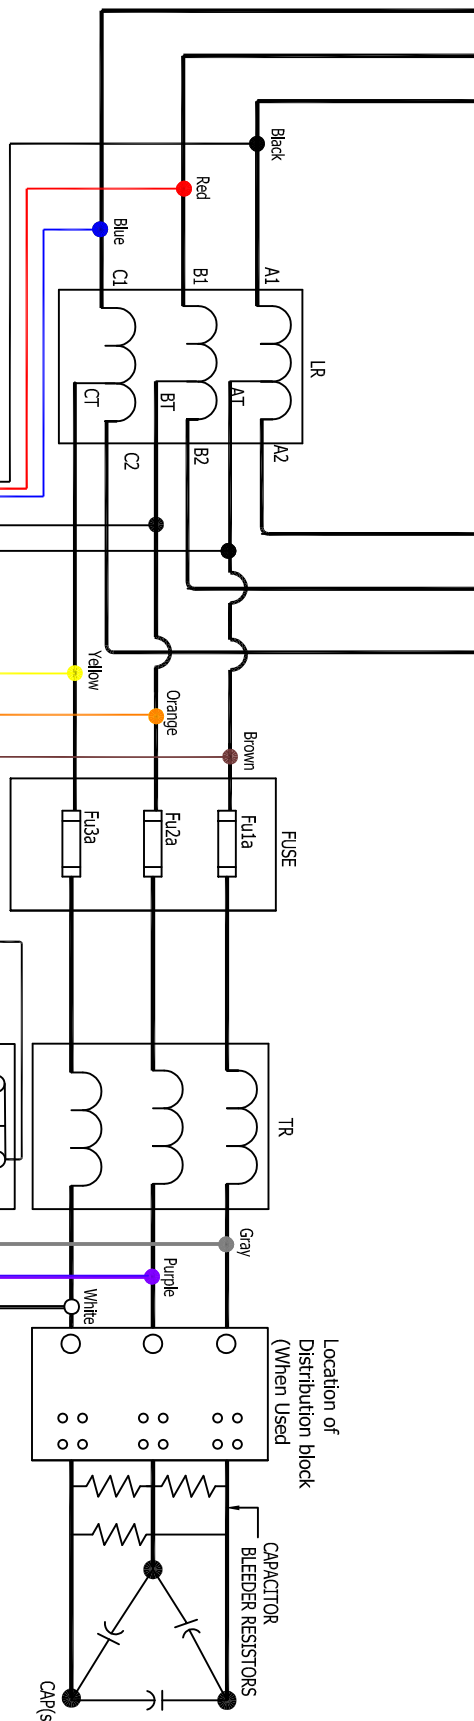 Black
Red
Blue
C1
B1
A1
LR
CT
BT
AT
C2
B2
A2
Yellow
Orange
Brown
Fu3a
Fu2a
Fu1a
FUSE
TR
Gray
Purple
White
Location of
Distribution block
(When Used
CAPACITOR
BLEEDER RESISTORS
CAP(s